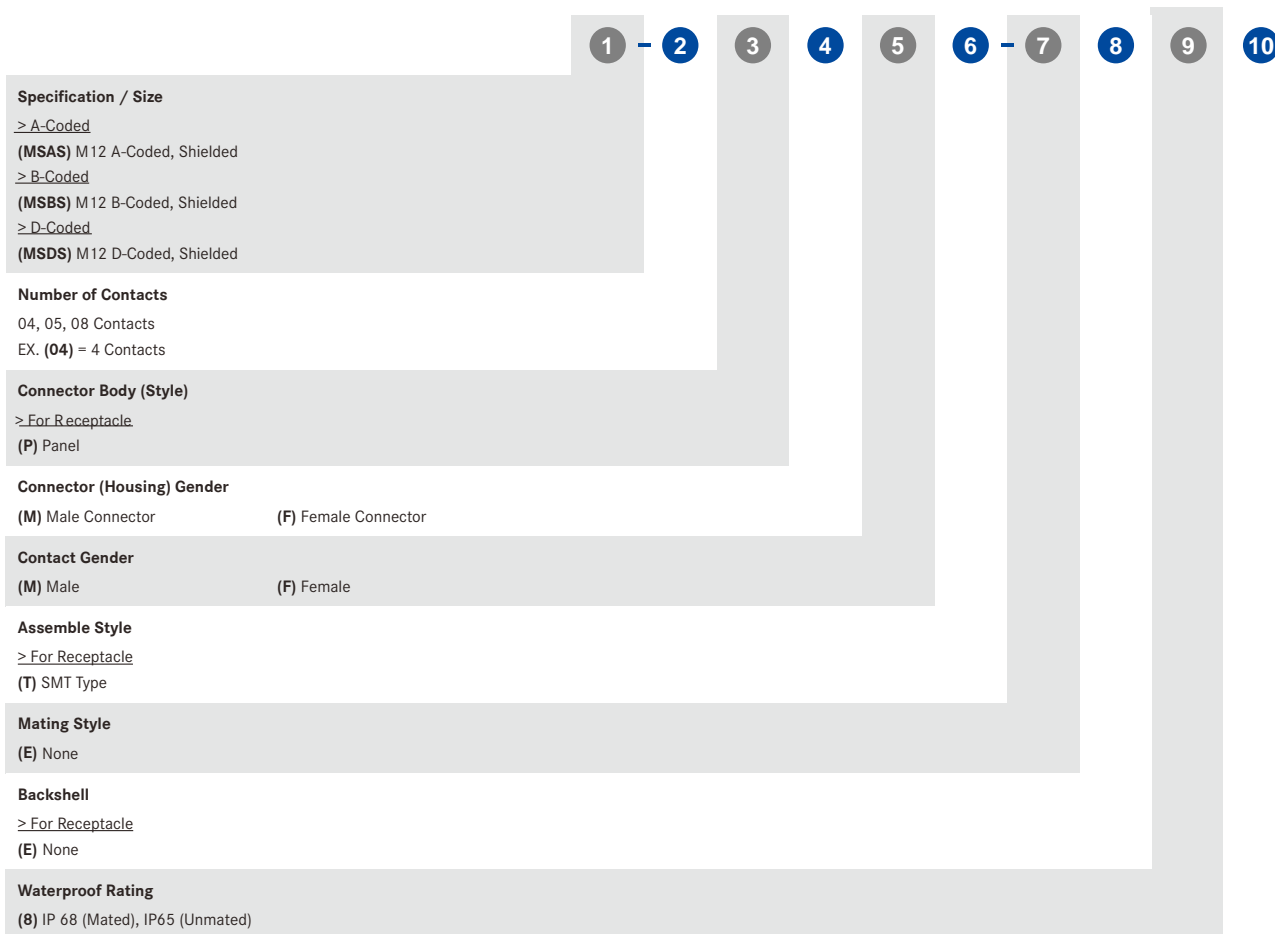 1 - 2 3 4 5 6 - 7 8 9 10
Specification / Size
> A-Coded
(MSAS) M12 A-Coded, Shielded
> B-Coded
(MSBS) M12 B-Coded, Shielded
> D-Coded
(MSDS) M12 D-Coded, Shielded
Number of Contacts
04, 05, 08 Contacts
EX. (04) = 4 Contacts
Connector Body (Style)
> For Receptacle
(P) Panel
Connector (Housing) Gender
(M) Male Connector (F) Female Connector
Contact Gender
(M) Male (F) Female
Assemble Style
> For Receptacle
(T) SMT Type
Mating Style
(E) None
Backshell
> For Receptacle
(E) None
Waterproof Rating
(8) IP 68 (Mated), IP65 (Unmated)